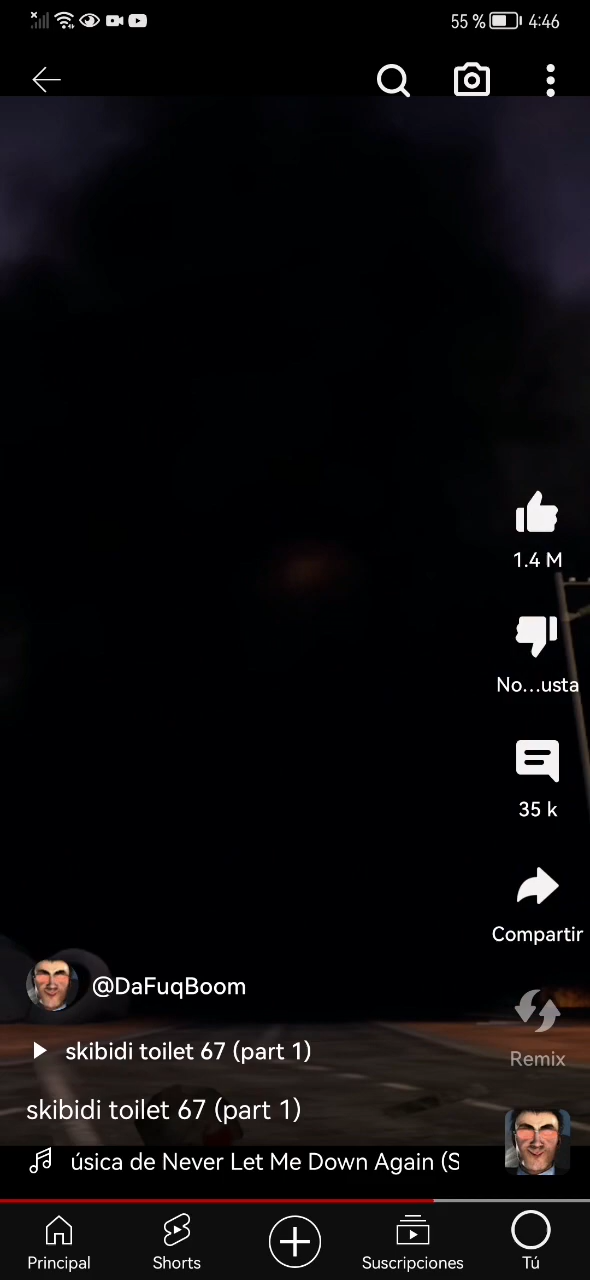 55 % 4:46
1.4 M
No...usta
35 k
Compartir
@DaFuqBoom
skibidi toilet 67 (part 1)
Remix
skibidi toilet 67 (part 1)
úsica de Never Let Me Down Again (S
Principal
Shorts
Suscripciones
Tú